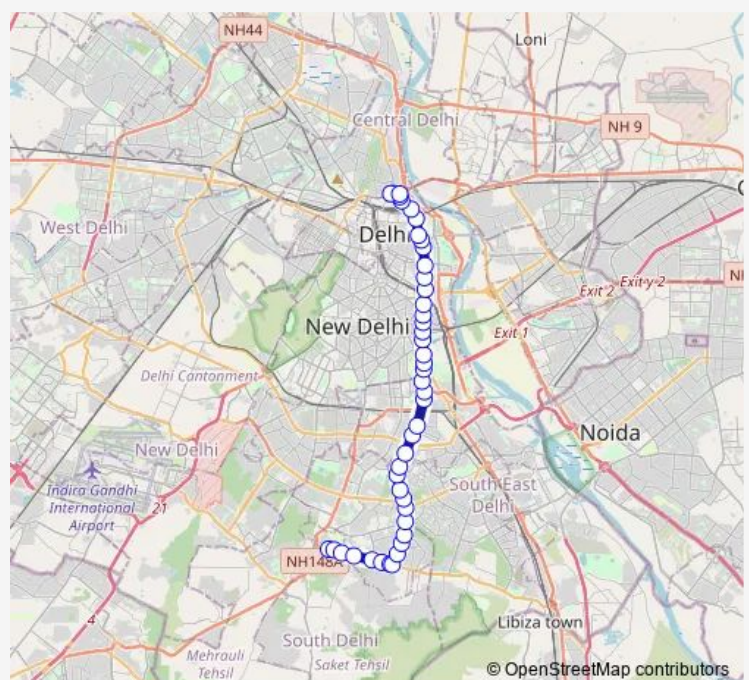 NH44
Loni
Central Delhi
NH 9
West Delhi
Delhi
Exit 2
Exit y 2
New Delhi
Exit 1
Delhi Cantonment
Noida
New Delhi
Indira Gandhi
International
Airport
21
South East
Delhi
NH148A
4
Libiza town
South Delhi
Mehrauli
Tehsil
Saket Tehsil
© OpenStreetMap contributors